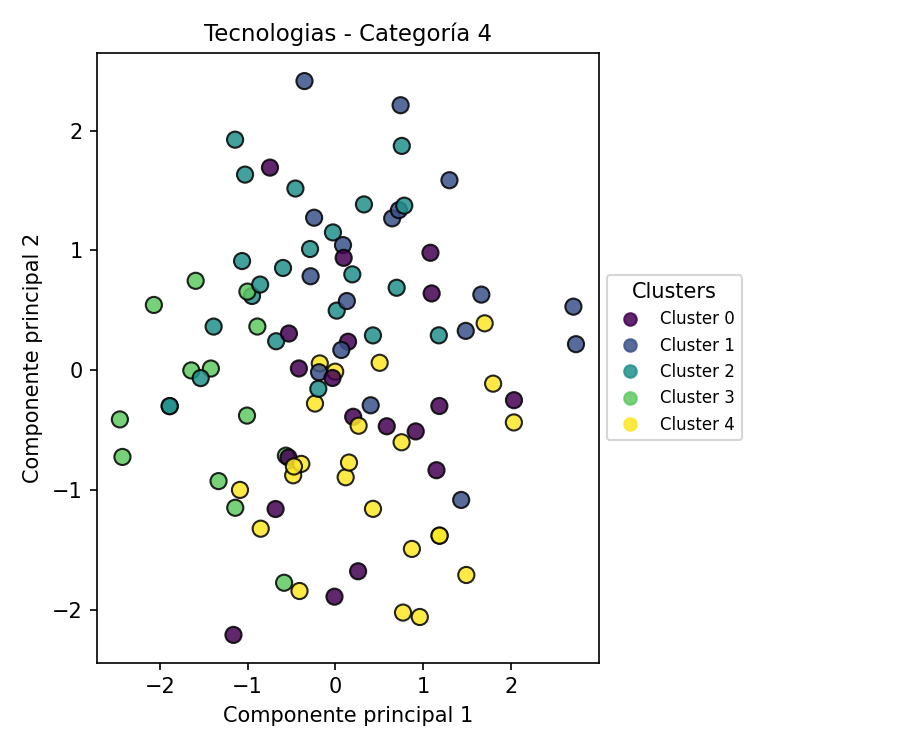 Tecnologias - Categoría 4
Componente principal 2
2
1
0
−1
−2
−2
−1
0
1
2
Componente principal 1
Clusters
Cluster 0
Cluster 1
Cluster 2
Cluster 3
Cluster 4